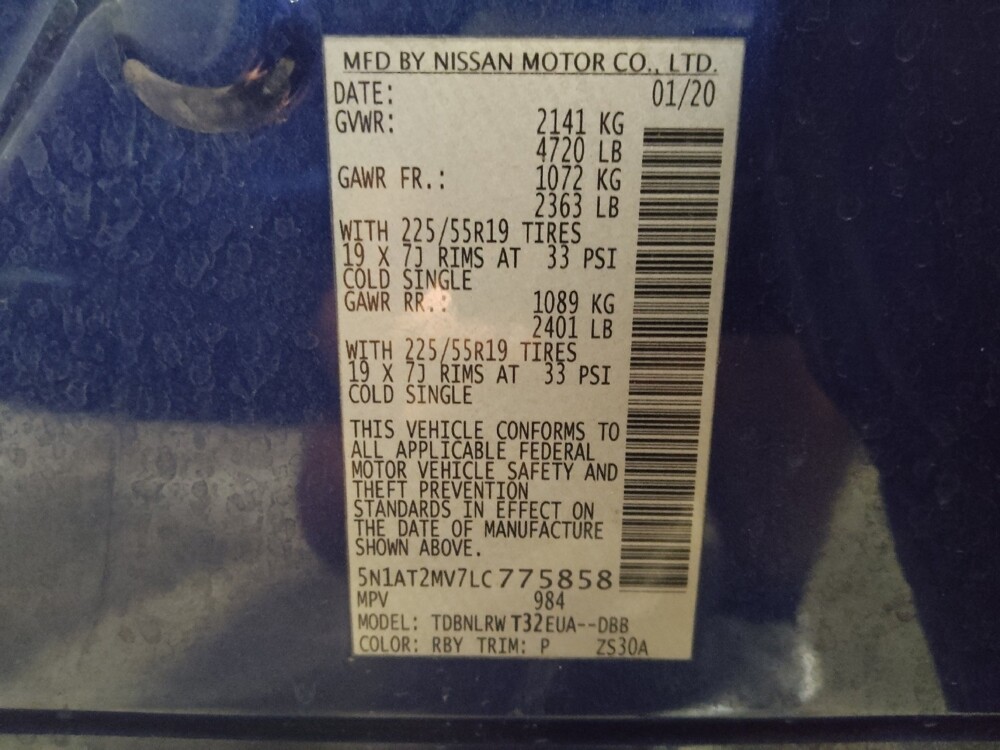 MFD BY NISSAN MOTOR CO., LTD.
DATE: 01/20
GVWR: 2141 KG
4720 LB
GAWR FR.: 1072 KG
2363 LB
WITH 225/55R19 TIRES
19 X 7J RIMS AT 33 PSI
COLD SINGLE
GAWR RR.: 1089 KG
2401 LB
WITH 225/55R19 TIRES
19 X 7J RIMS AT 33 PSI
COLD SINGLE
THIS VEHICLE CONFORMS TO
ALL APPLICABLE FEDERAL
MOTOR VEHICLE SAFETY AND
THEFT PREVENTION
STANDARDS IN EFFECT ON
THE DATE OF MANUFACTURE
SHOWN ABOVE.
5N1AT2MV7LC775858
MPV 984
MODEL: TDBNLRW T32EUA--DBB
COLOR: RBY TRIM: P ZS30A